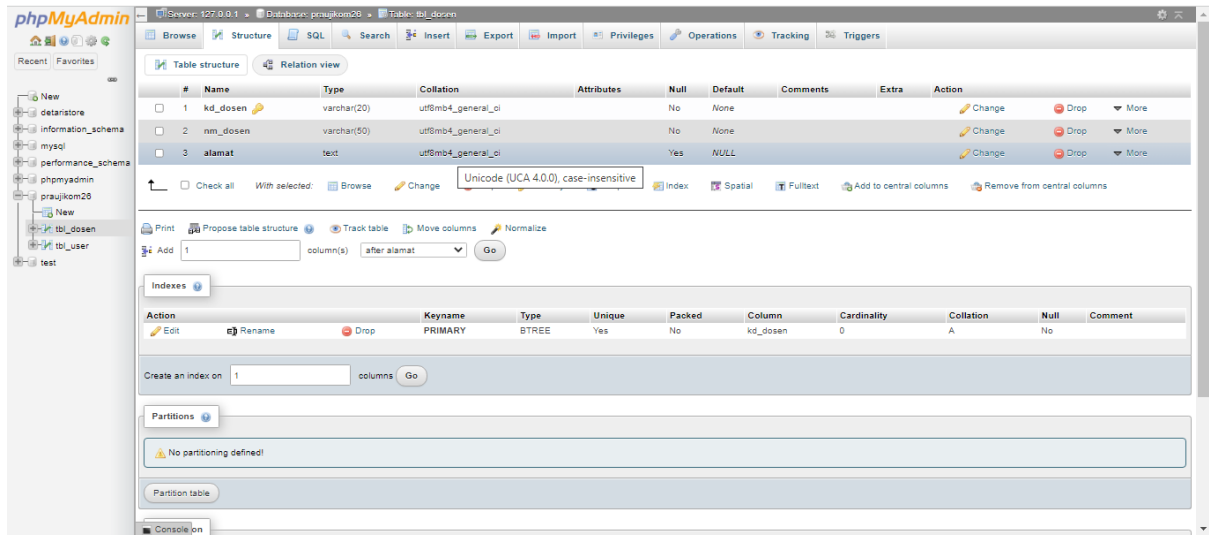 phpMyAdmin
Recent Favorites
New
detaristore
information_schema
mysql
performance_schema
phpmyadmin
praujikom26
New
tbl_dosen
tbl_user
test
Server: 127.0.0.1 » Database: praujikom26 » Table: tbl_dosen
Browse Structure SQL Search Insert Export Import Privileges Operations Tracking Triggers
Table structure Relation view
# Name Type Collation Attributes Null Default Comments Extra Action
1 kd_dosen varchar(20) utf8mb4_general_ci No None Change Drop More
2 nm_dosen varchar(50) utf8mb4_general_ci No None Change Drop More
3 alamat text utf8mb4_general_ci Yes NULL Change Drop More
Unicode (UCA 4.0.0), case-insensitive
Check all With selected: Browse Change Index Spatial Fulltext Add to central columns Remove from central columns
Print Propose table structure Track table Move columns Normalize
Add 1 column(s) after alamat Go
Indexes
Action Keyname Type Unique Packed Column Cardinality Collation Null Comment
Edit Rename Drop PRIMARY BTREE Yes No kd_dosen 0 A No
Create an index on 1 columns Go
Partitions
No partitioning defined!
Partition table
Console on